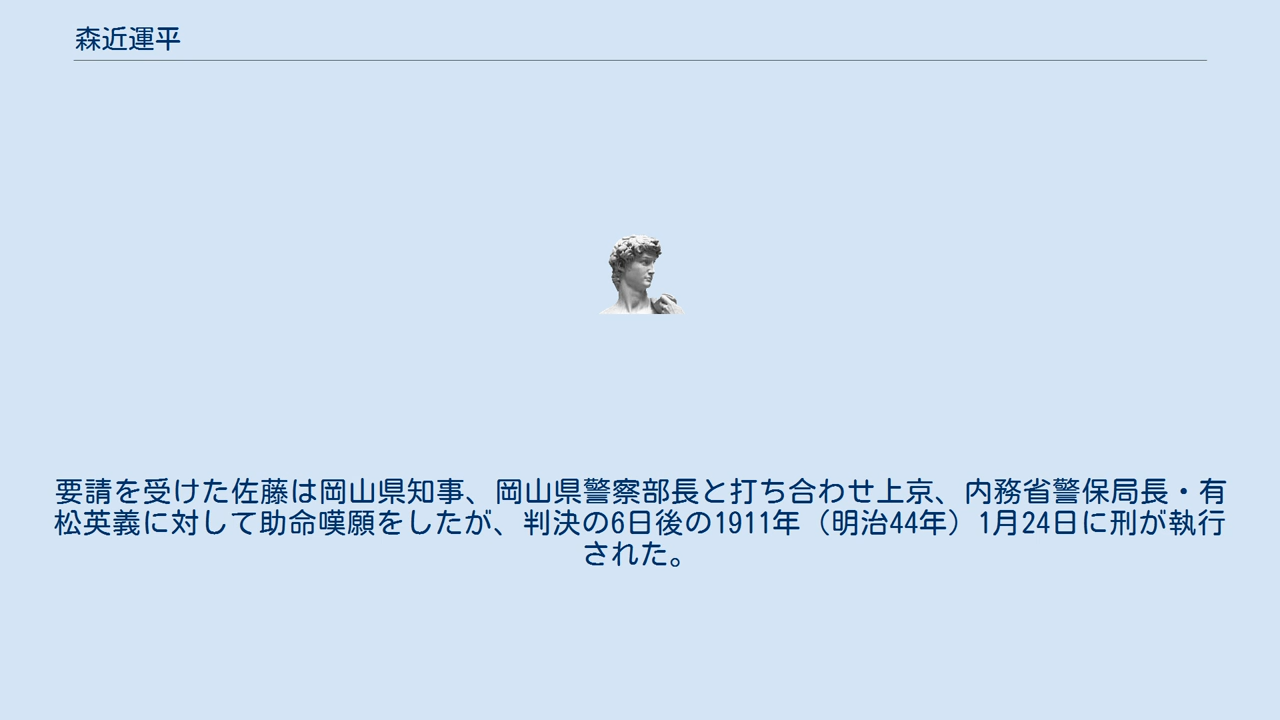 森近運平
要請を受けた佐藤は岡山県知事、岡山県警察部長と打ち合わせ上京、内務省警保局長・有
松英義に対して助命嘆願をしたが、判決の6日後の1911年（明治44年）1月24日に刑が執行
された。